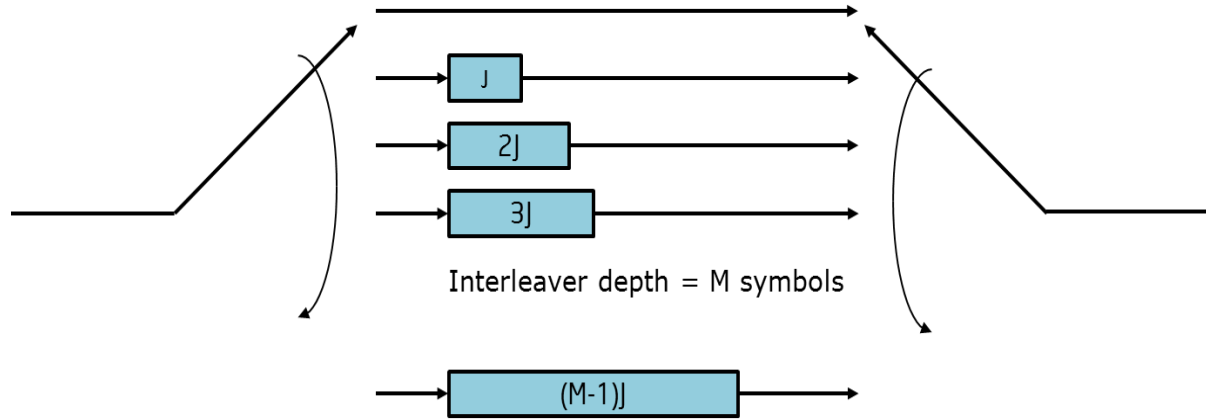 J
2J
3J
Interleaver depth = M symbols
(M-1)J